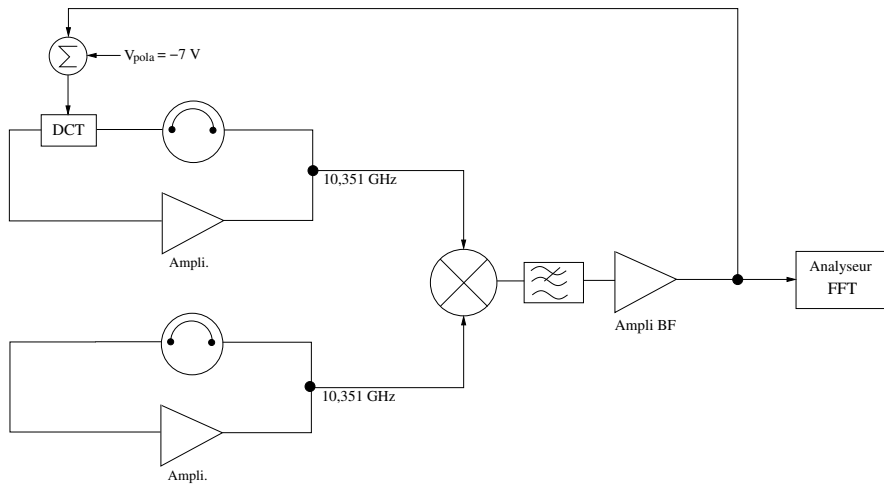 Σ
V_pola = −7 V
DCT
10,351 GHz
Ampli.
Analyseur
FFT
Ampli BF
10,351 GHz
Ampli.